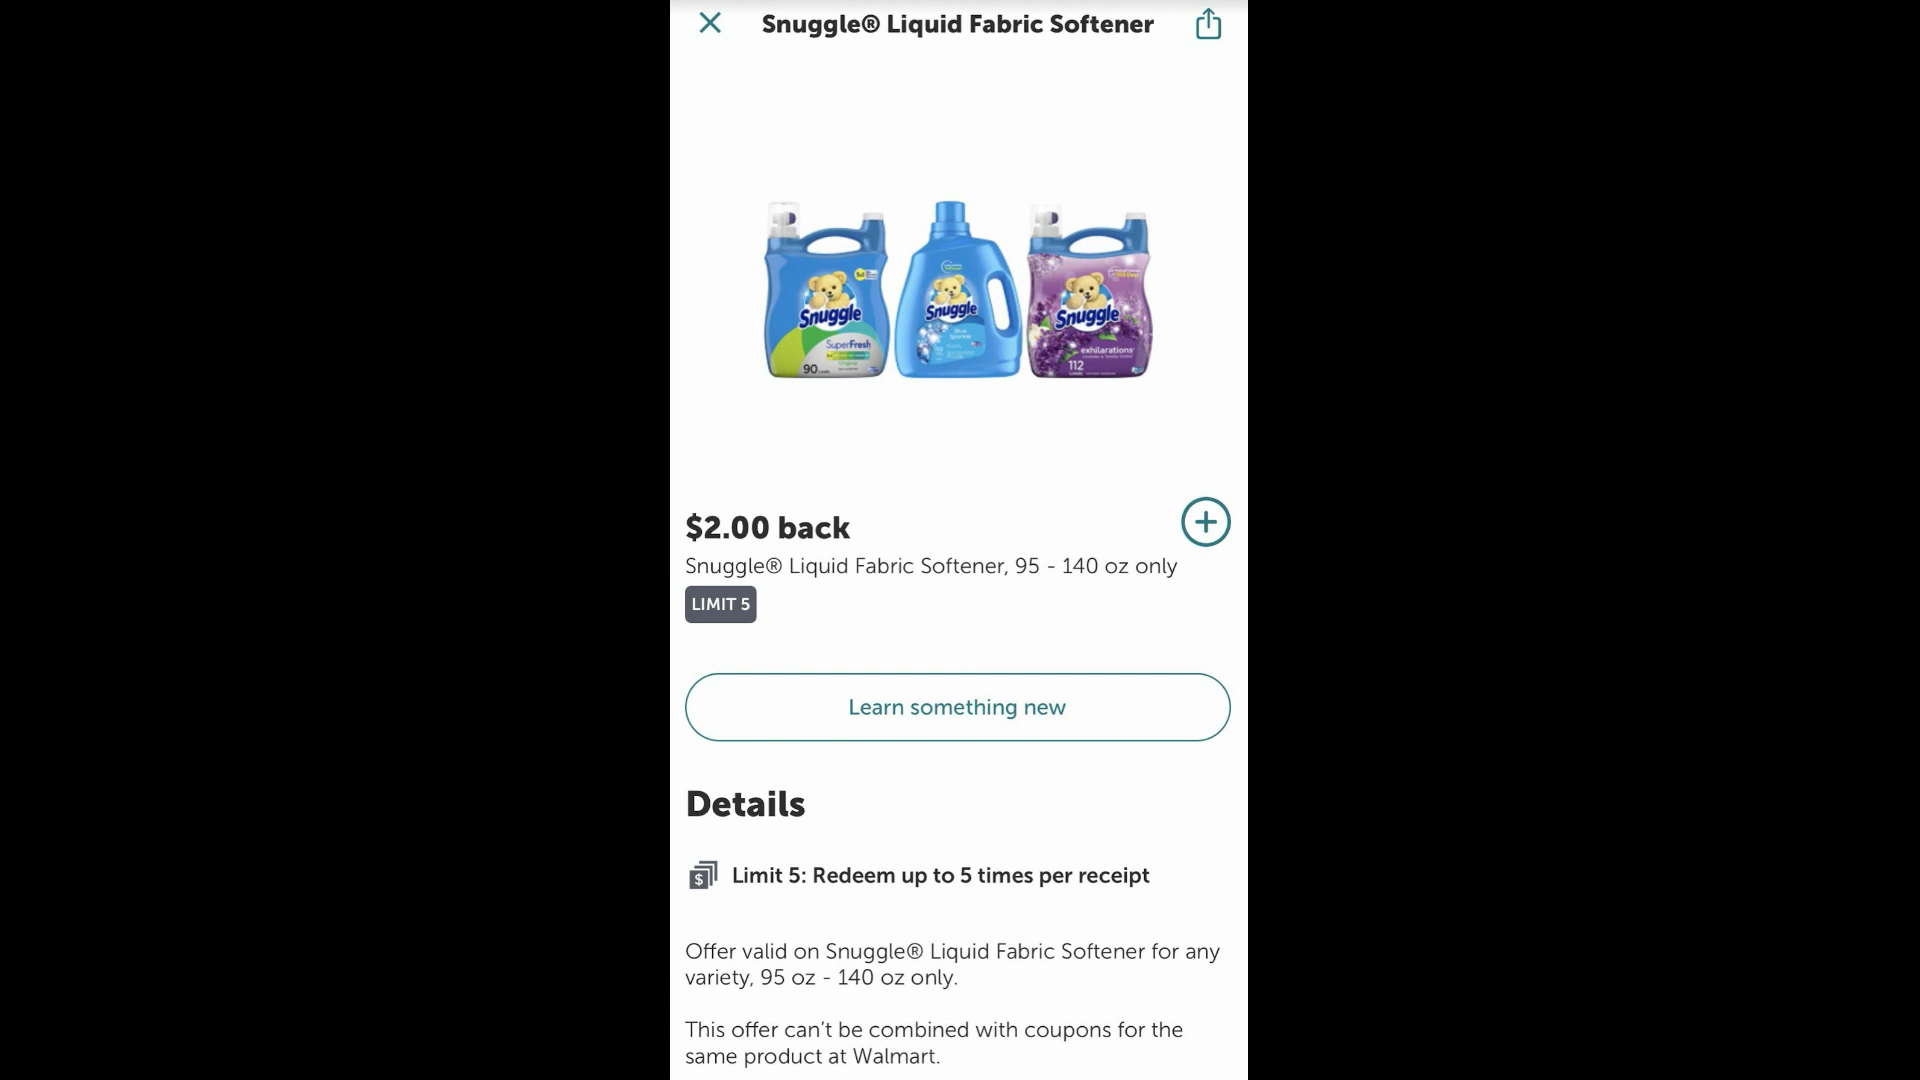 Snuggle® Liquid Fabric Softener
Snuggle
SuperFresh
90
Snuggle
Blue
Sparkle
Snuggle
exhilarations
112
$2.00 back
Snuggle® Liquid Fabric Softener, 95 - 140 oz only
LIMIT 5
Learn something new
Details
$ Limit 5: Redeem up to 5 times per receipt
Offer valid on Snuggle® Liquid Fabric Softener for any
variety, 95 oz - 140 oz only.
This offer can't be combined with coupons for the
same product at Walmart.